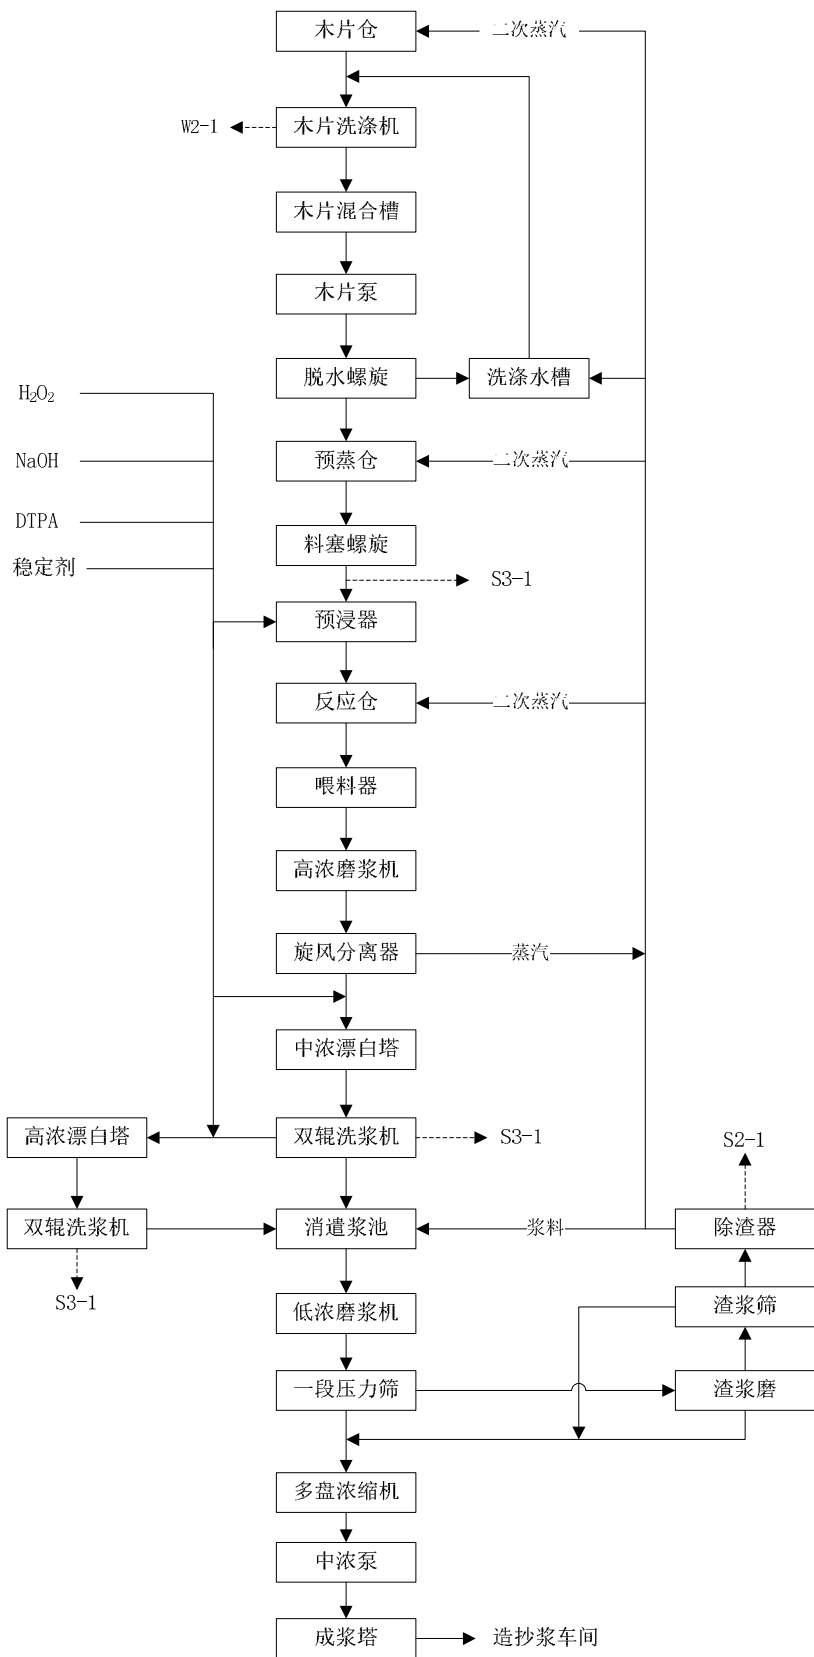 木片仓
二次蒸汽
W2-1
木片洗涤机
木片混合槽
木片泵
脱水螺旋
洗涤水槽
H₂O₂
预蒸仓
二次蒸汽
NaOH
DTPA
料塞螺旋
稳定剂
S3-1
预浸器
反应仓
二次蒸汽
喂料器
高浓磨浆机
旋风分离器
蒸汽
中浓漂白塔
高浓漂白塔
双辊洗浆机
S3-1
S2-1
双辊洗浆机
消遣浆池
浆料
除渣器
S3-1
低浓磨浆机
渣浆筛
一段压力筛
渣浆磨
多盘浓缩机
中浓泵
成浆塔
造抄浆车间